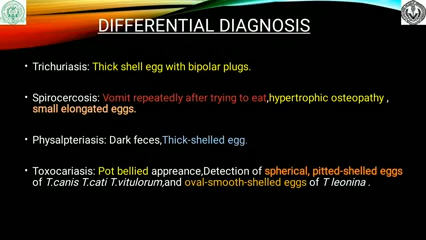 DIFFERENTIAL DIAGNOSIS
• Trichuriasis: Thick shell egg with bipolar plugs.
• Spirocercosis: Vomit repeatedly after trying to eat,hypertrophic osteopathy ,
small elongated eggs.
• Physalpteriasis: Dark feces,Thick-shelled egg.
• Toxocariasis: Pot bellied appreance,Detection of spherical, pitted-shelled eggs
of T.canis T.cati T.vitulorum,and oval-smooth-shelled eggs of T leonina .